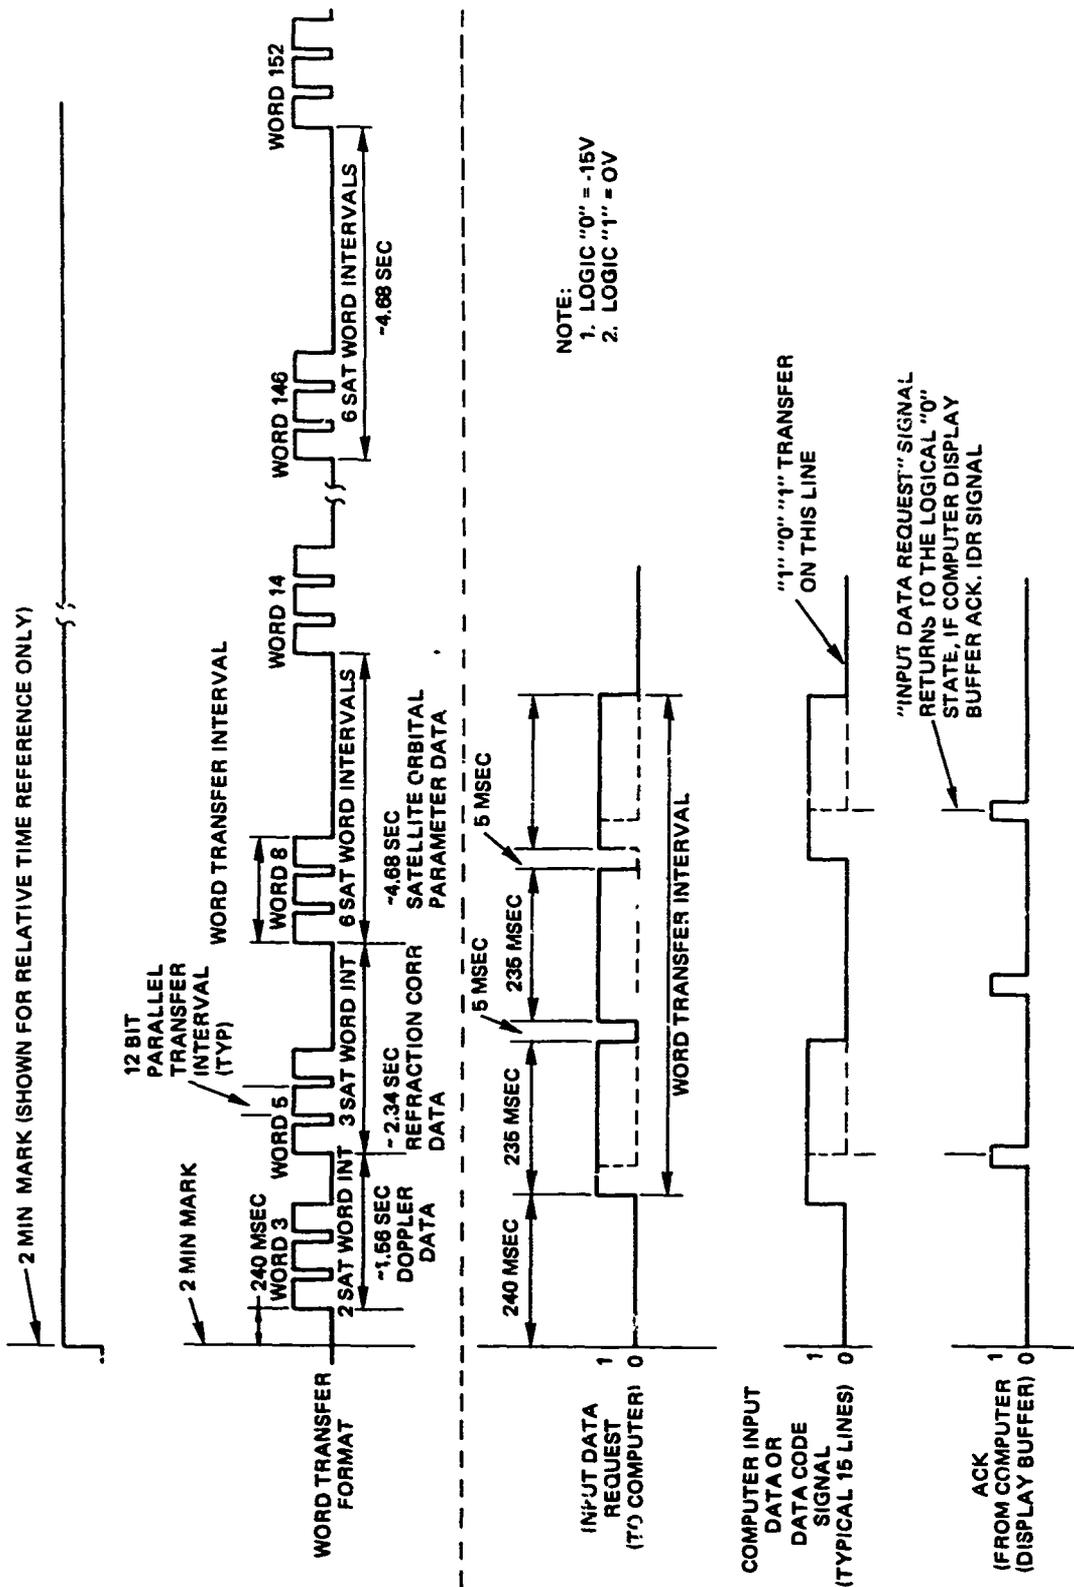 2 MIN MARK (SHOWN FOR RELATIVE TIME REFERENCE ONLY)
2 MIN MARK
12 BIT
PARALLEL
TRANSFER
INTERVAL
(TYP)
WORD TRANSFER INTERVAL
240 MSEC
WORD 3
WORD 5
WORD 8
WORD 14
WORD 146
WORD 152
WORD TRANSFER
FORMAT
2 SAT WORD INT
3 SAT WORD INT
6 SAT WORD INTERVALS
6 SAT WORD INTERVALS
~1.56 SEC
DOPPLER
DATA
~2.34 SEC
REFRACTION CORR
DATA
~4.68 SEC
SATELLITE ORBITAL
PARAMETER DATA
~4.68 SEC
240 MSEC
235 MSEC
5 MSEC
235 MSEC
5 MSEC
WORD TRANSFER INTERVAL
INPUT DATA
REQUEST
(TO COMPUTER)
1
0
NOTE:
1. LOGIC "0" = -15V
2. LOGIC "1" = 0V
COMPUTER INPUT
DATA OR
DATA CODE
SIGNAL
(TYPICAL 15 LINES)
1
0
"1" "0" "1" TRANSFER
ON THIS LINE
ACK
(FROM COMPUTER
(DISPLAY BUFFER)
1
0
"INPUT DATA REQUEST" SIGNAL
RETURNS TO THE LOGICAL "0"
STATE, IF COMPUTER DISPLAY
BUFFER ACK. IDR SIGNAL